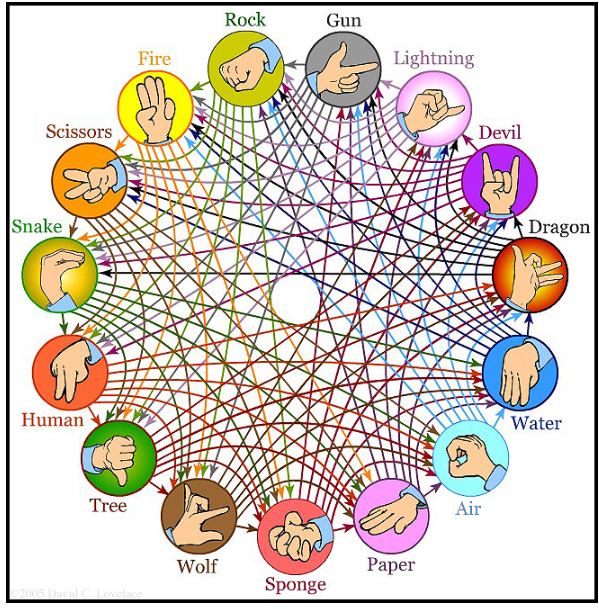 Rock
Gun
Fire
Lightning
Scissors
Devil
Snake
Dragon
Human
Water
Tree
Air
Wolf
Paper
Sponge
©2005 David C. Lovelace